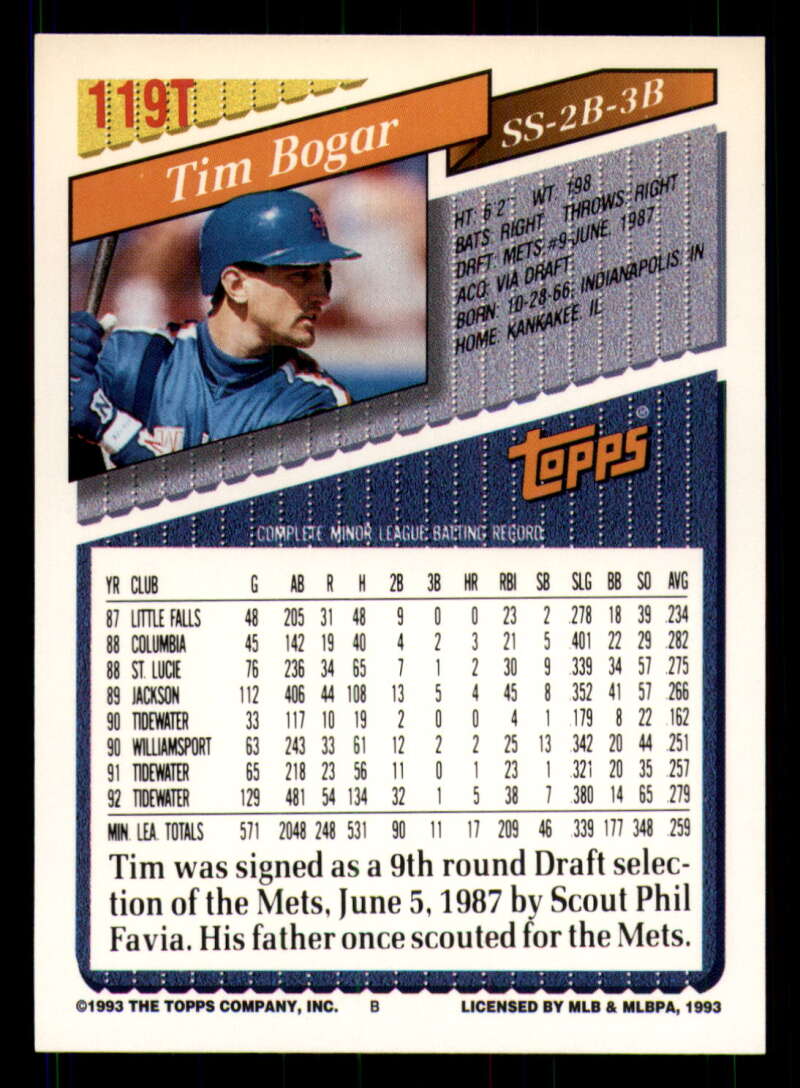 119T
Tim Bogar
SS-2B-3B
HT: 6'2" WT: 198
BATS: RIGHT THROWS: RIGHT
DRFT: METS #9-JUNE, 1987
ACQ: VIA DRAFT
BORN: 10-28-66, INDIANAPOLIS, IN
HOME: KANKAKEE, IL
TOPPS®
COMPLETE MINOR LEAGUE BATTING RECORD
YR CLUB G AB R H 2B 3B HR RBI SB SLG BB SO AVG
87 LITTLE FALLS 48 205 31 48 9 0 0 23 2 .278 18 39 .234
88 COLUMBIA 45 142 19 40 4 2 3 21 5 .401 22 29 .282
88 ST. LUCIE 76 236 34 65 7 1 2 30 9 .339 34 57 .275
89 JACKSON 112 406 44 108 13 5 4 45 8 .352 41 57 .266
90 TIDEWATER 33 117 10 19 2 0 0 4 1 .179 8 22 .162
90 WILLIAMSPORT 63 243 33 61 12 2 2 25 13 .342 20 44 .251
91 TIDEWATER 65 218 23 56 11 0 1 23 1 .321 20 35 .257
92 TIDEWATER 129 481 54 134 32 1 5 38 7 .380 14 65 .279
MIN. LEA. TOTALS 571 2048 248 531 90 11 17 209 46 .339 177 348 .259
Tim was signed as a 9th round Draft selec-
tion of the Mets, June 5, 1987 by Scout Phil
Favia. His father once scouted for the Mets.
©1993 THE TOPPS COMPANY, INC. B LICENSED BY MLB & MLBPA, 1993